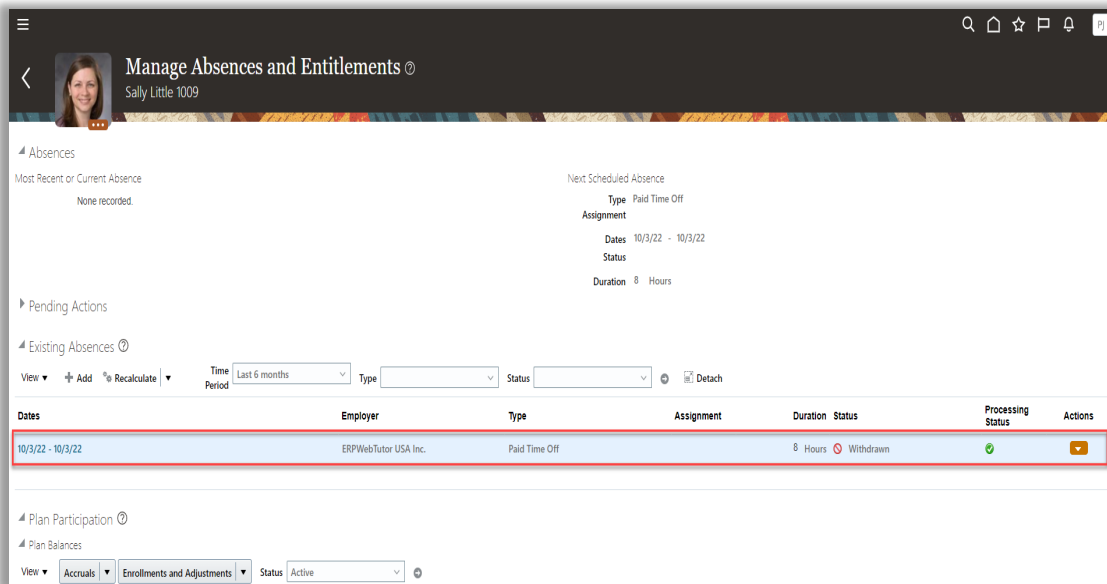 PJ
Manage Absences and Entitlements
Sally Little 1009
Absences
Most Recent or Current Absence
None recorded.
Next Scheduled Absence
Type Paid Time Off
Assignment
Dates 10/3/22 - 10/3/22
Status
Duration 8 Hours
Pending Actions
Existing Absences
View Add Recalculate Time Period Last 6 months Type Status Detach
Dates Employer Type Assignment Duration Status Processing Status Actions
10/3/22 - 10/3/22 ERPWebTutor USA Inc. Paid Time Off 8 Hours Withdrawn
Plan Participation
Plan Balances
View Accruals Enrollments and Adjustments Status Active